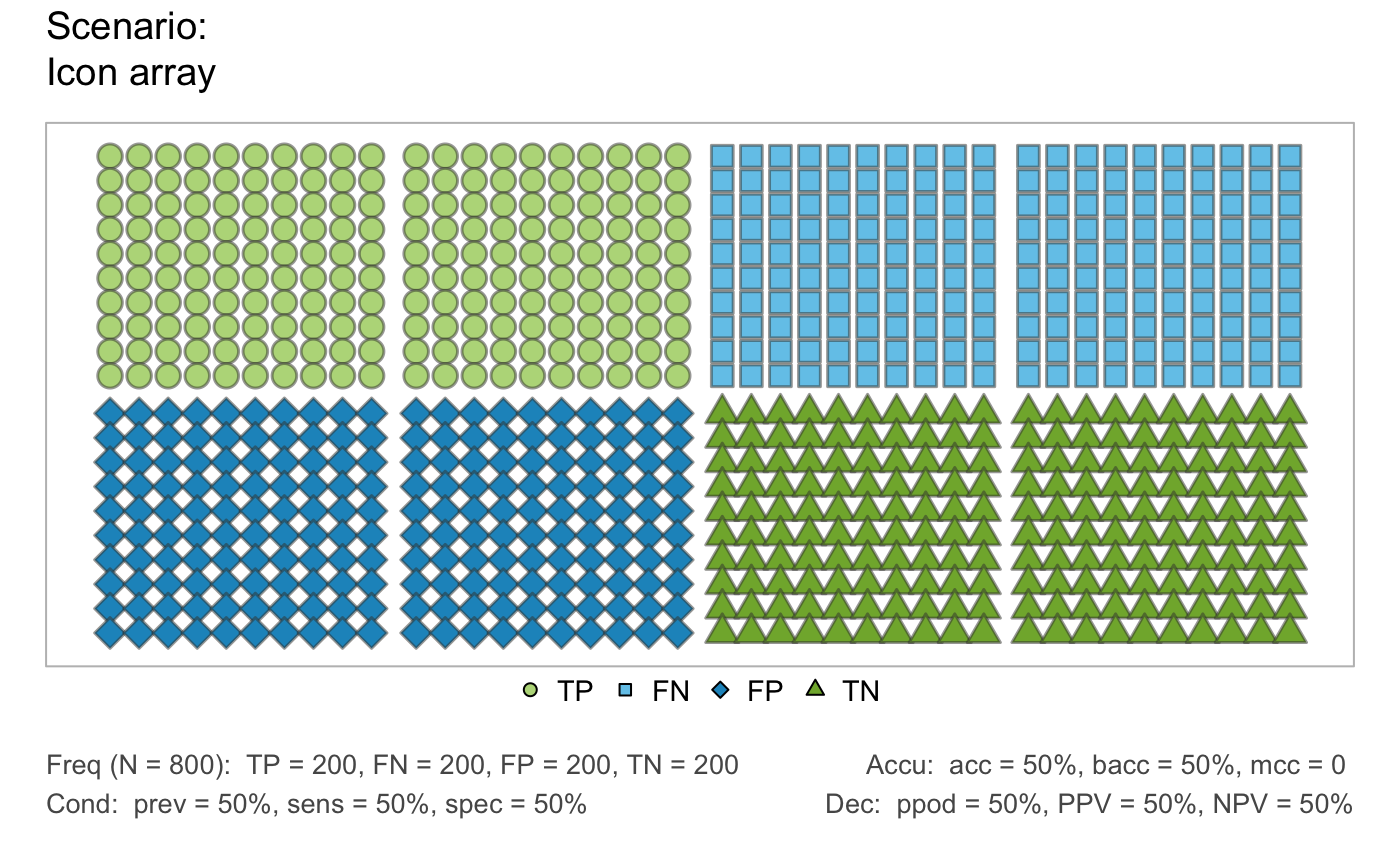 Scenario:
Icon array
TP FN FP TN
Freq (N = 800):  TP = 200, FN = 200, FP = 200, TN = 200
Accu:  acc = 50%, bacc = 50%, mcc = 0
Cond:  prev = 50%, sens = 50%, spec = 50%
Dec:  ppod = 50%, PPV = 50%, NPV = 50%